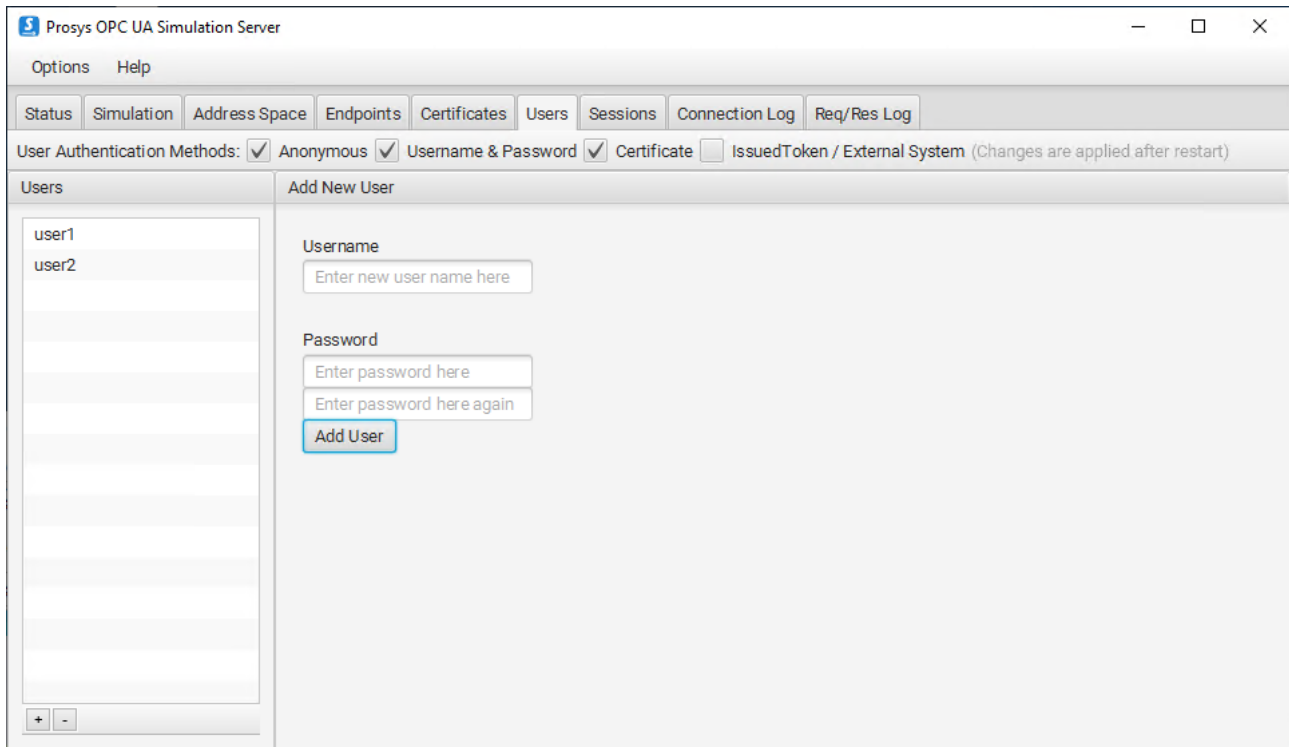 Prosys OPC UA Simulation Server
Options Help
Status Simulation Address Space Endpoints Certificates Users Sessions Connection Log Req/Res Log
User Authentication Methods: Anonymous Username & Password Certificate IssuedToken / External System (Changes are applied after restart)
Users
Add New User
user1
user2
Username
Enter new user name here
Password
Enter password here
Enter password here again
Add User
+ -